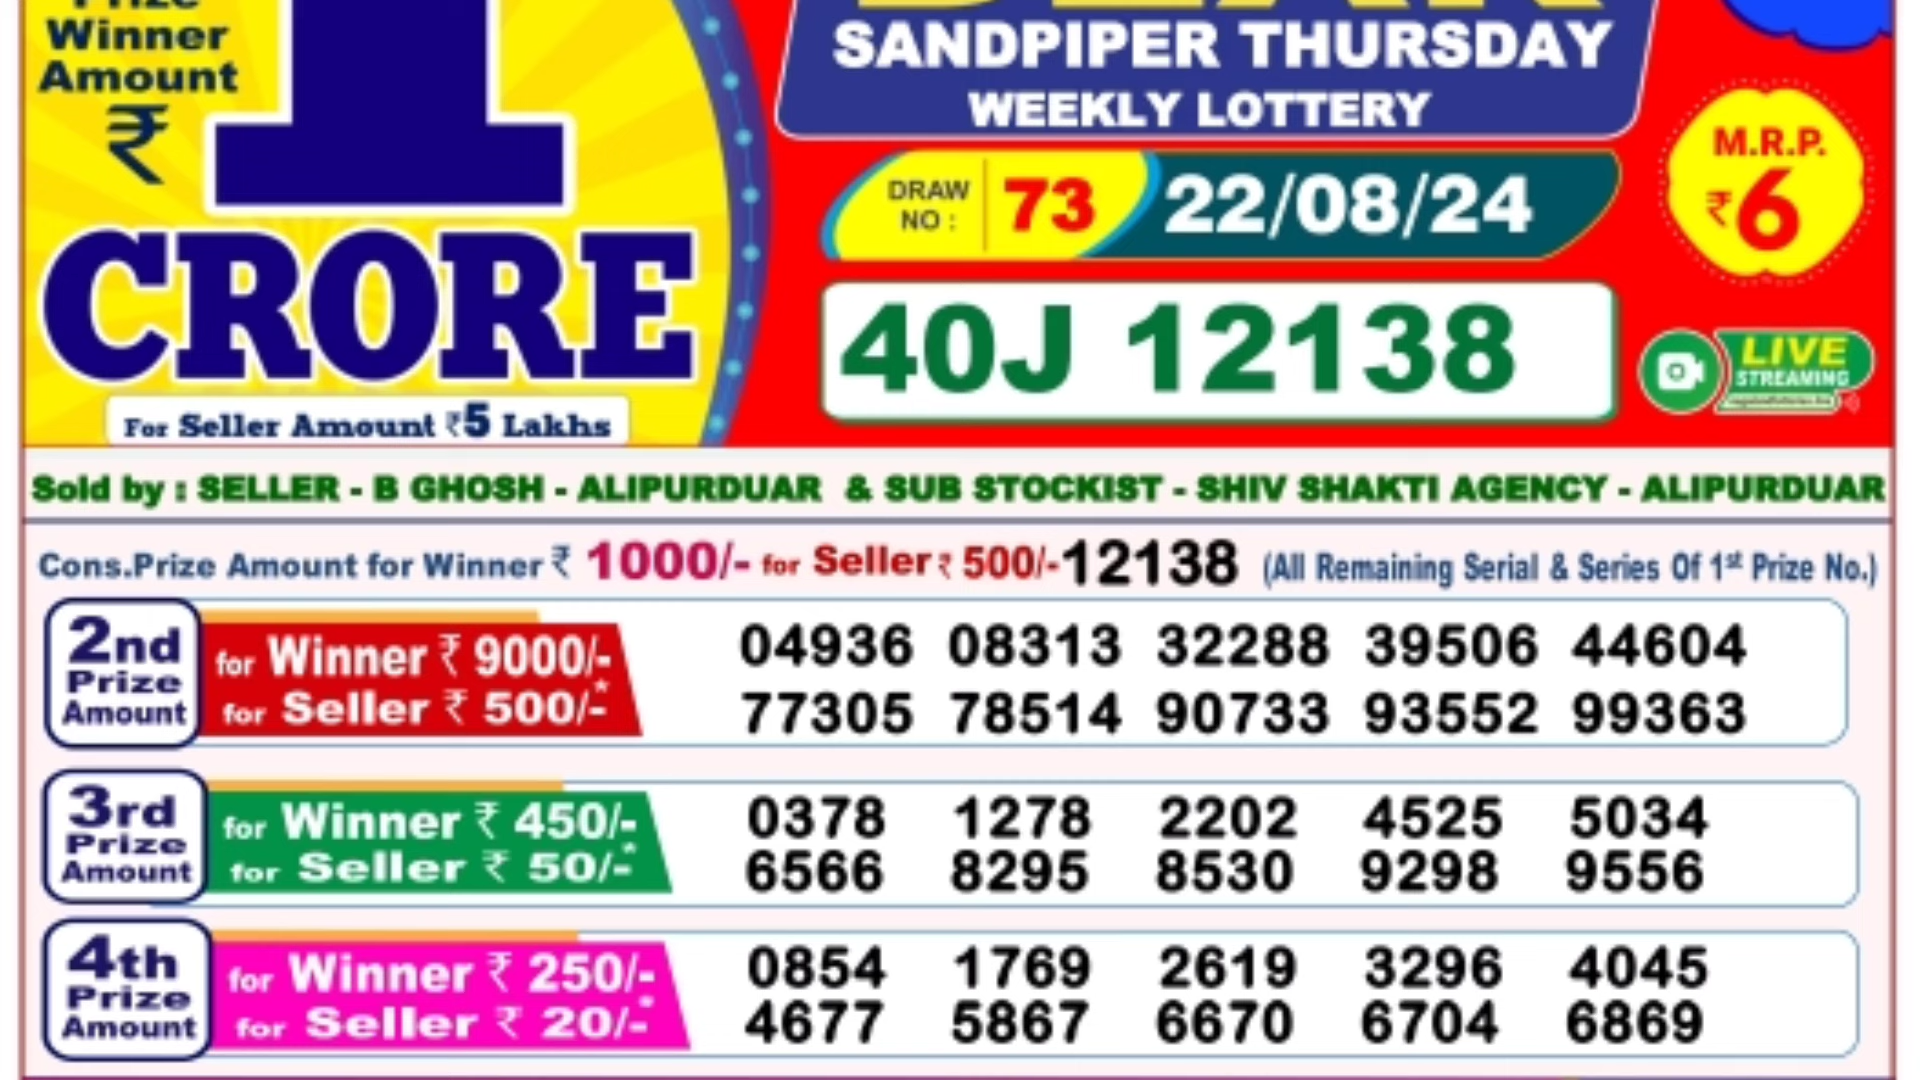 Prize
Winner
Amount
₹
1
CRORE
For Seller Amount ₹5 Lakhs
DEAR
SANDPIPER THURSDAY
WEEKLY LOTTERY
DRAW
NO :
73
22/08/24
M.R.P.
₹6
40J 12138
LIVE
STREAMING
Sold by : SELLER - B GHOSH - ALIPURDUAR & SUB STOCKIST - SHIV SHAKTI AGENCY - ALIPURDUAR
Cons.Prize Amount for Winner ₹ 1000/- for Seller ₹ 500/- 12138 (All Remaining Serial & Series Of 1st Prize No.)
2nd
Prize
Amount
for Winner ₹ 9000/-
for Seller ₹ 500/-*
04936 08313 32288 39506 44604
77305 78514 90733 93552 99363
3rd
Prize
Amount
for Winner ₹ 450/-
for Seller ₹ 50/-*
0378 1278 2202 4525 5034
6566 8295 8530 9298 9556
4th
Prize
Amount
for Winner ₹ 250/-
for Seller ₹ 20/-*
0854 1769 2619 3296 4045
4677 5867 6670 6704 6869